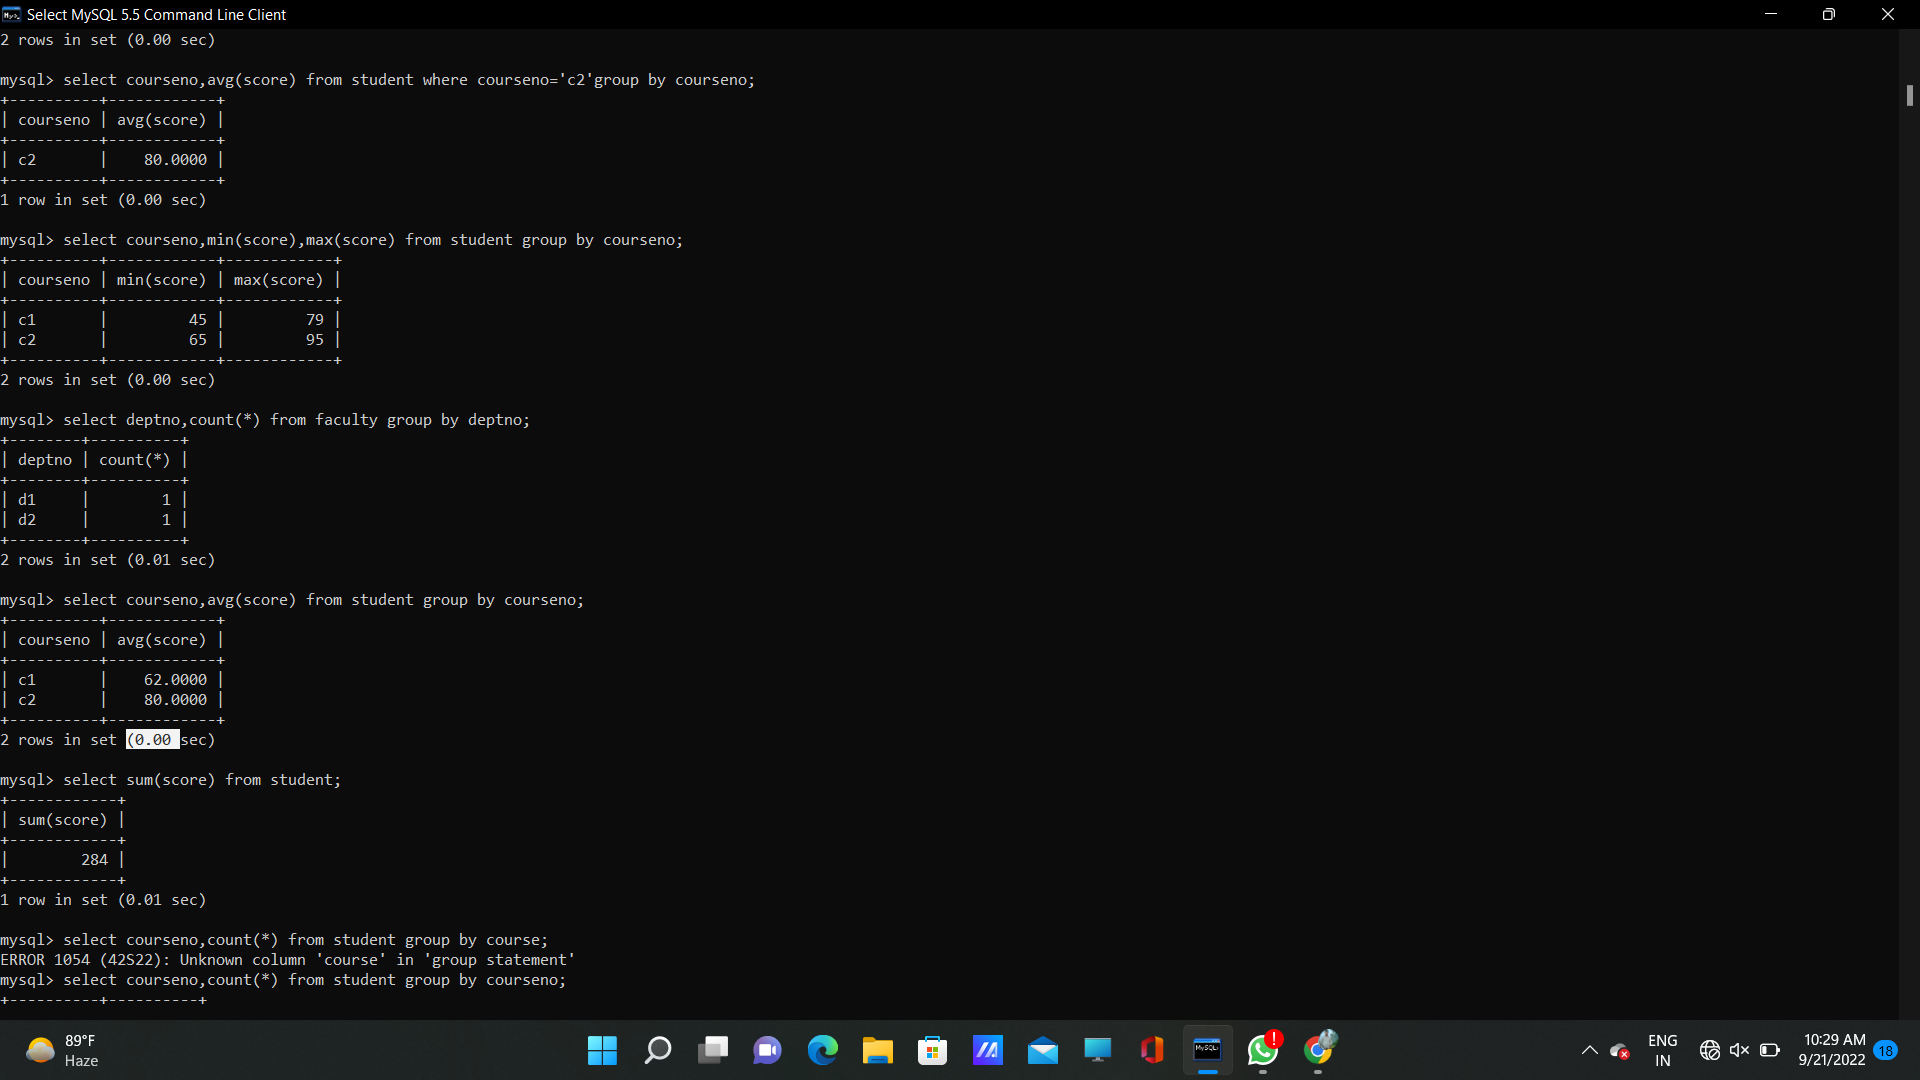 Select MySQL 5.5 Command Line Client
2 rows in set (0.00 sec)
mysql> select courseno,avg(score) from student where courseno='c2'group by courseno;
+----------+------------+
| courseno | avg(score) |
+----------+------------+
| c2       |    80.0000 |
+----------+------------+
1 row in set (0.00 sec)
mysql> select courseno,min(score),max(score) from student group by courseno;
+----------+------------+------------+
| courseno | min(score) | max(score) |
+----------+------------+------------+
| c1       |         45 |         79 |
| c2       |         65 |         95 |
+----------+------------+------------+
2 rows in set (0.00 sec)
mysql> select deptno,count(*) from faculty group by deptno;
+--------+----------+
| deptno | count(*) |
+--------+----------+
| d1     |        1 |
| d2     |        1 |
+--------+----------+
2 rows in set (0.01 sec)
mysql> select courseno,avg(score) from student group by courseno;
+----------+------------+
| courseno | avg(score) |
+----------+------------+
| c1       |    62.0000 |
| c2       |    80.0000 |
+----------+------------+
2 rows in set (0.00 sec)
mysql> select sum(score) from student;
+------------+
| sum(score) |
+------------+
|        284 |
+------------+
1 row in set (0.01 sec)
mysql> select courseno,count(*) from student group by course;
ERROR 1054 (42S22): Unknown column 'course' in 'group statement'
mysql> select courseno,count(*) from student group by courseno;
+----------+----------+
89°F
Haze
MySQL>
ENG
IN
10:29 AM
9/21/2022
18